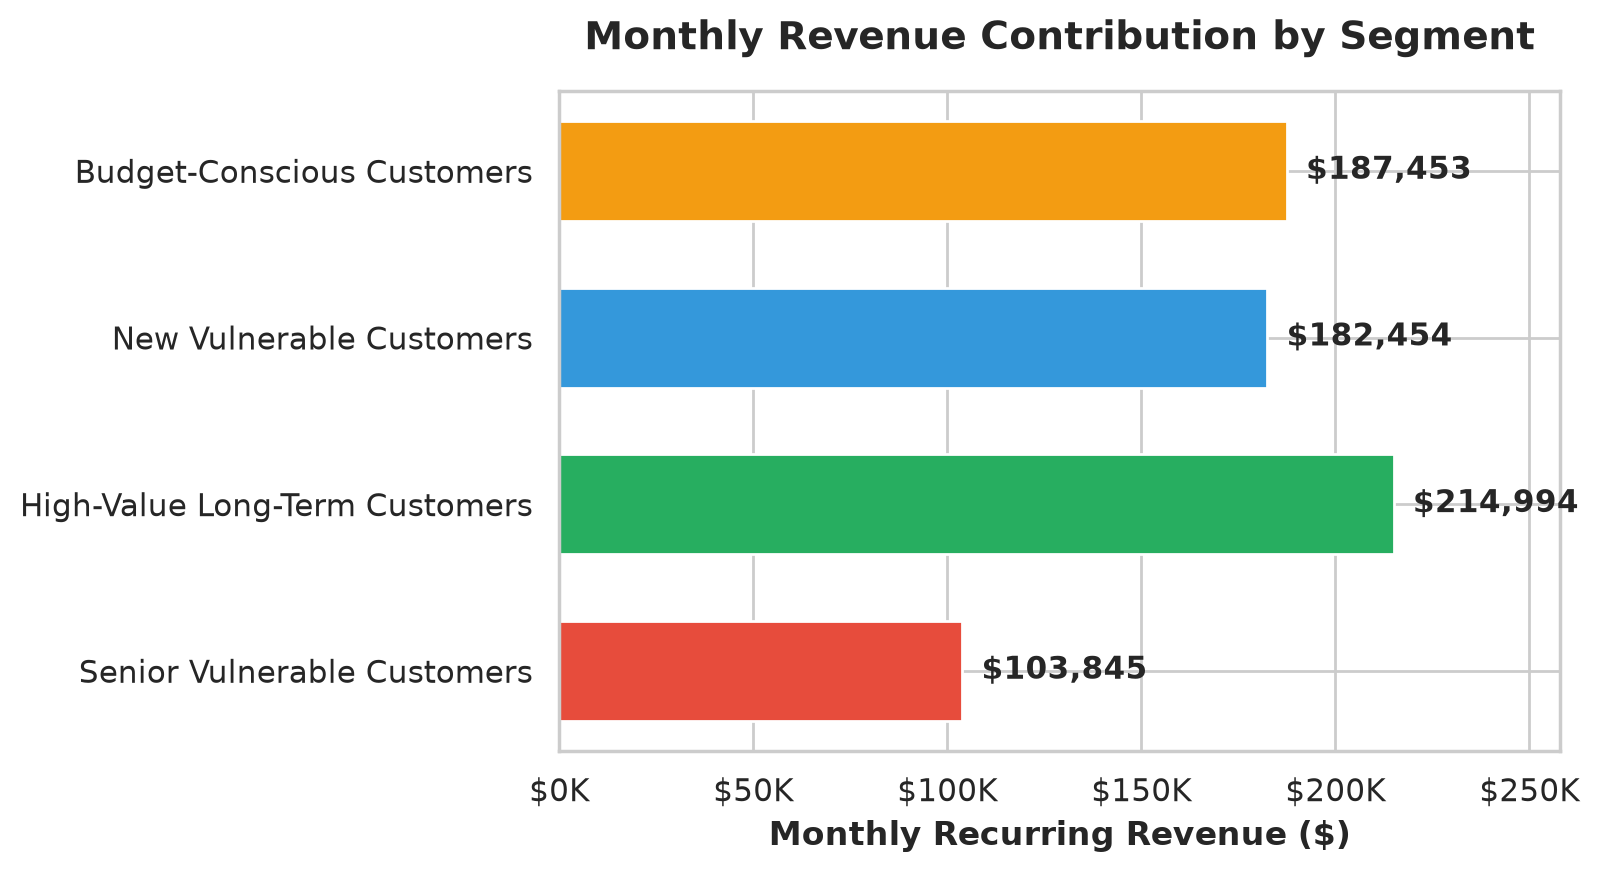 Monthly Revenue Contribution by Segment
Budget-Conscious Customers
$187,453
New Vulnerable Customers
$182,454
High-Value Long-Term Customers
$214,994
Senior Vulnerable Customers
$103,845
$0K $50K $100K $150K $200K $250K
Monthly Recurring Revenue ($)